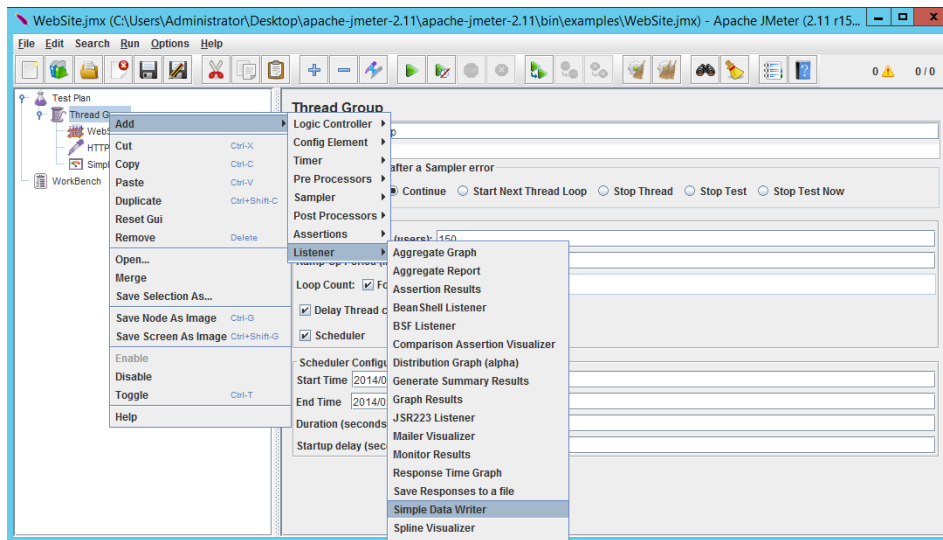 WebSite.jmx (C:\Users\Administrator\Desktop\apache-jmeter-2.11\apache-jmeter-2.11\bin\examples\WebSite.jmx) - Apache JMeter (2.11 r15...
File Edit Search Run Options Help
0 0/0
Test Plan
Thread G
WebS
HTTP
Simpl
WorkBench
Add
Cut Ctrl-X
Copy Ctrl-C
Paste Ctrl-V
Duplicate Ctrl+Shift-C
Reset Gui
Remove Delete
Open...
Merge
Save Selection As...
Save Node As Image Ctrl-G
Save Screen As Image Ctrl+Shift-G
Enable
Disable
Toggle Ctrl-T
Help
Logic Controller
Config Element
Timer
Pre Processors
Sampler
Post Processors
Assertions
Listener
Aggregate Graph
Aggregate Report
Assertion Results
BeanShell Listener
BSF Listener
Comparison Assertion Visualizer
Distribution Graph (alpha)
Generate Summary Results
Graph Results
JSR223 Listener
Mailer Visualizer
Monitor Results
Response Time Graph
Save Responses to a file
Simple Data Writer
Spline Visualizer
Thread Group
p
after a Sampler error
Continue Start Next Thread Loop Stop Thread Stop Test Stop Test Now
(users): 150
Loop Count: Fo
Delay Thread c
Scheduler
Scheduler Configu
Start Time 2014/0
End Time 2014/0
Duration (seconds
Startup delay (sec